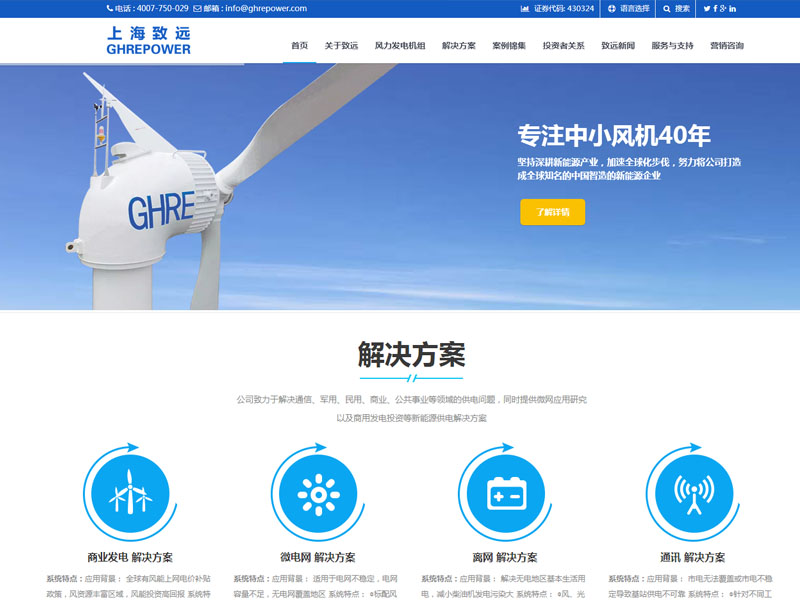 电话 : 4007-750-029 邮箱 : info@ghrepower.com 证券代码: 430324 语言选择 搜索
上海致远
GHREPOWER
首页 关于致远 风力发电机组 解决方案 案例锦集 投资者关系 致远新闻 服务与支持 营销咨询
GHRE
专注中小风机40年
坚持深耕新能源产业，加速全球化步伐，努力将公司打造
成全球知名的中国智造的新能源企业
了解详情
解决方案
公司致力于解决通信、军用、民用、商业、公共事业等领域的供电问题，同时提供微网应用研究
以及商用发电投资等新能源供电解决方案
商业发电 解决方案
系统特点：应用背景： 全球有风能上网电价补贴
政策，风资源丰富区域，风能投资高回报 系统特
微电网 解决方案
系统特点：应用背景： 适用于电网不稳定，电网
容量不足，无电网覆盖地区 系统特点： ¤标配风
离网 解决方案
系统特点：应用背景： 解决无电地区基本生活用
电，减小柴油机发电污染大 系统特点： ¤风、光
通讯 解决方案
系统特点：应用背景： 市电无法覆盖或市电不稳
定导致基站供电不可靠 系统特点： ¤针对不同工